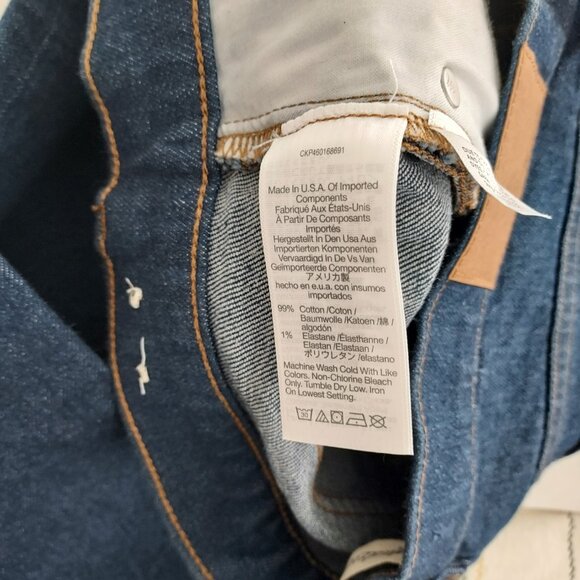 CKP460168691
Made In U.S.A. Of Imported
Components
Fabriqué Aux États-Unis
À Partir De Composants
Importés
Hergestellt In Den Usa Aus
Importierten Komponenten
Vervaardigd In De Vs Van
Geïmporteerde Componenten
アメリカ製
hecho en e.u.a. con insumos
importados
99% Cotton /Coton /
Baumwolle /Katoen /綿 /
algodón
1% Elastane /Élasthanne /
Elastan /Elastaan /
ポリウレタン /elastano
Machine Wash Cold With Like
Colors. Non-Chlorine Bleach
Only. Tumble Dry Low. Iron
On Lowest Setting.
30